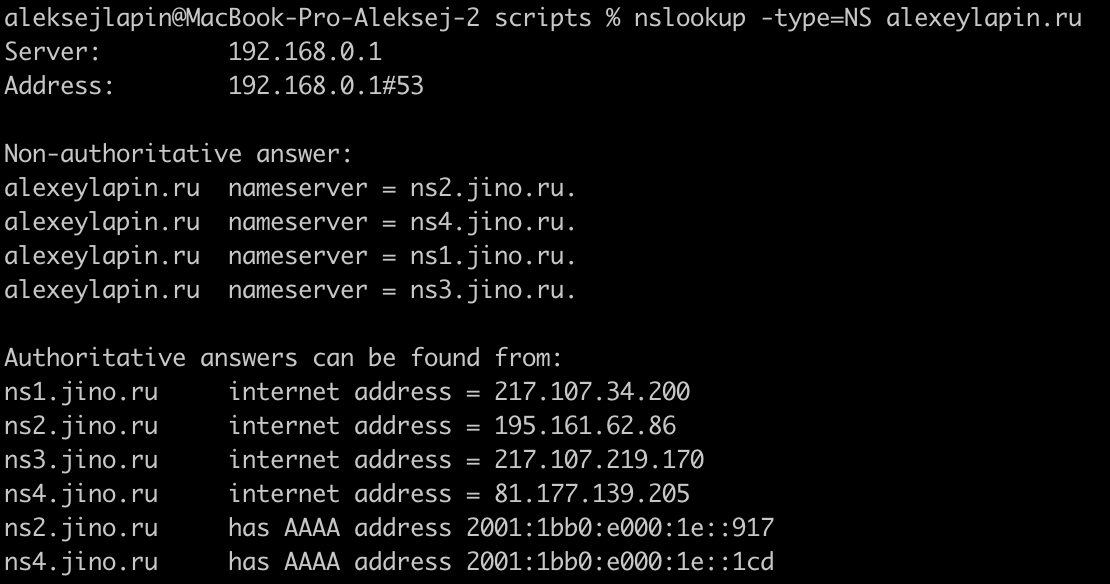 aleksejlapin@MacBook-Pro-Aleksej-2 scripts % nslookup -type=NS alexeylapin.ru
Server: 192.168.0.1
Address: 192.168.0.1#53
Non-authoritative answer:
alexeylapin.ru nameserver = ns2.jino.ru.
alexeylapin.ru nameserver = ns4.jino.ru.
alexeylapin.ru nameserver = ns1.jino.ru.
alexeylapin.ru nameserver = ns3.jino.ru.
Authoritative answers can be found from:
ns1.jino.ru internet address = 217.107.34.200
ns2.jino.ru internet address = 195.161.62.86
ns3.jino.ru internet address = 217.107.219.170
ns4.jino.ru internet address = 81.177.139.205
ns2.jino.ru has AAAA address 2001:1bb0:e000:1e::917
ns4.jino.ru has AAAA address 2001:1bb0:e000:1e::1cd